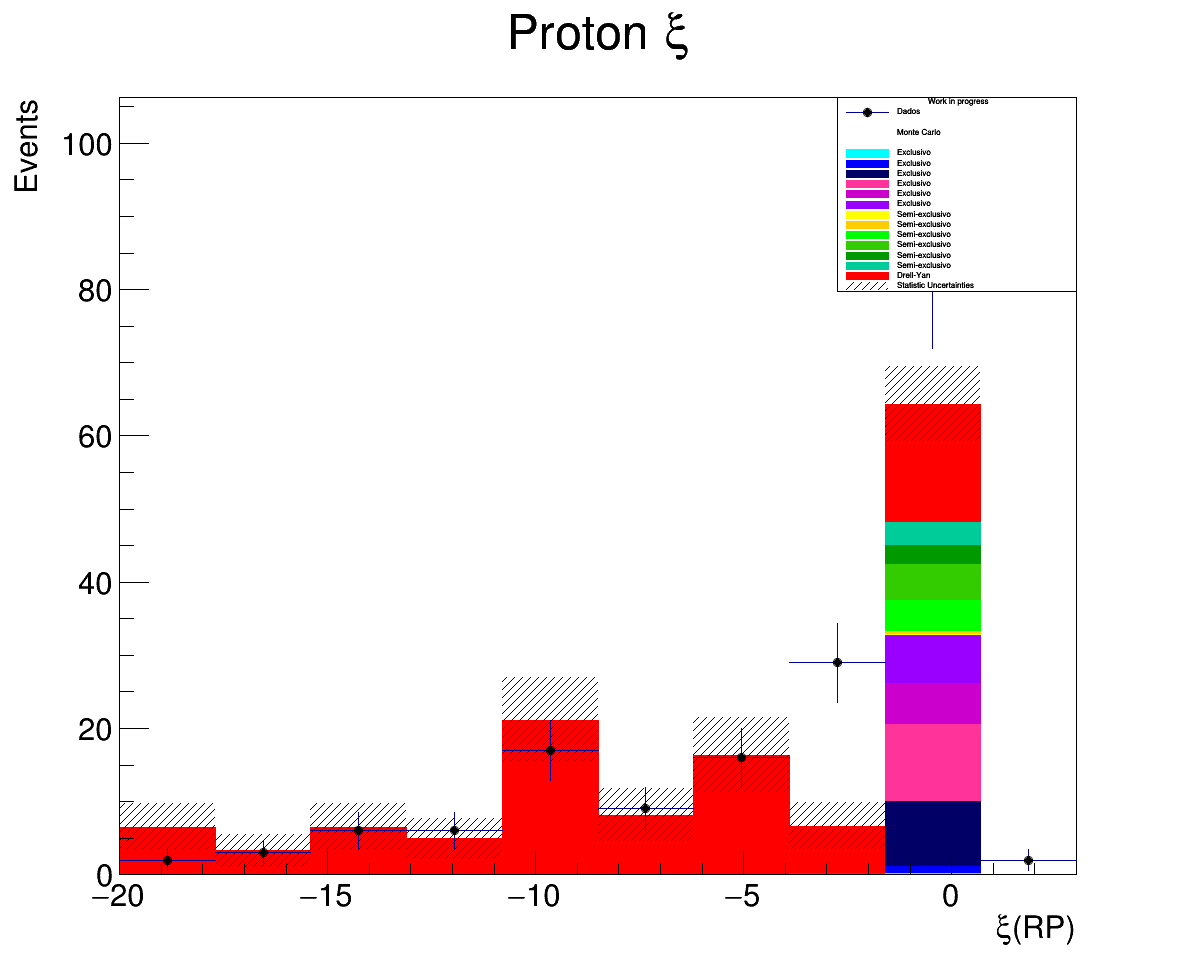 Proton ξ
Events
100
80
60
40
20
0
Work in progress
Dados
Monte Carlo
Exclusivo
Exclusivo
Exclusivo
Exclusivo
Exclusivo
Exclusivo
Semi-exclusivo
Semi-exclusivo
Semi-exclusivo
Semi-exclusivo
Semi-exclusivo
Semi-exclusivo
Drell-Yan
Statistic Uncertainties
−20 −15 −10 −5 0
ξ(RP)